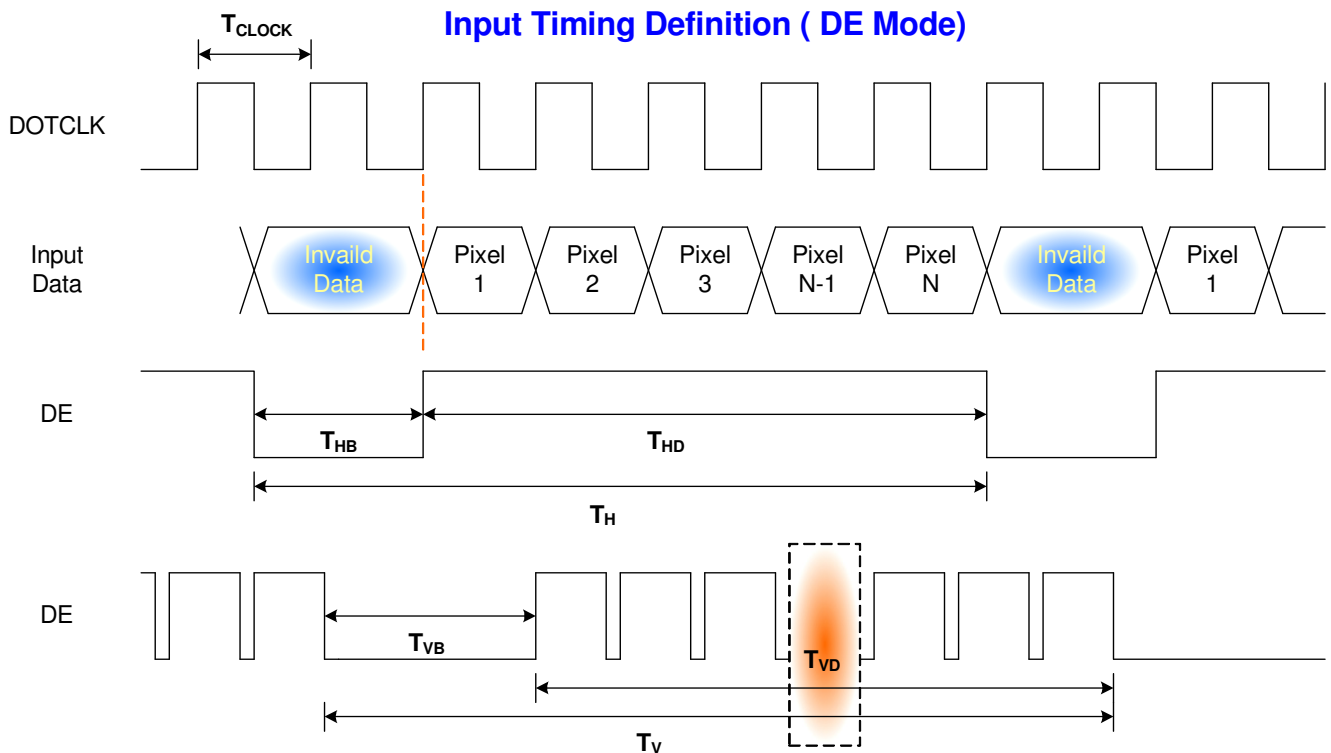 Input Timing Definition ( DE Mode)
TCLOCK
DOTCLK
Input
Data
Invaild
Data
Pixel
1
Pixel
2
Pixel
3
Pixel
N-1
Pixel
N
Invaild
Data
Pixel
1
DE
THB
THD
TH
DE
TVB
TVD
TV